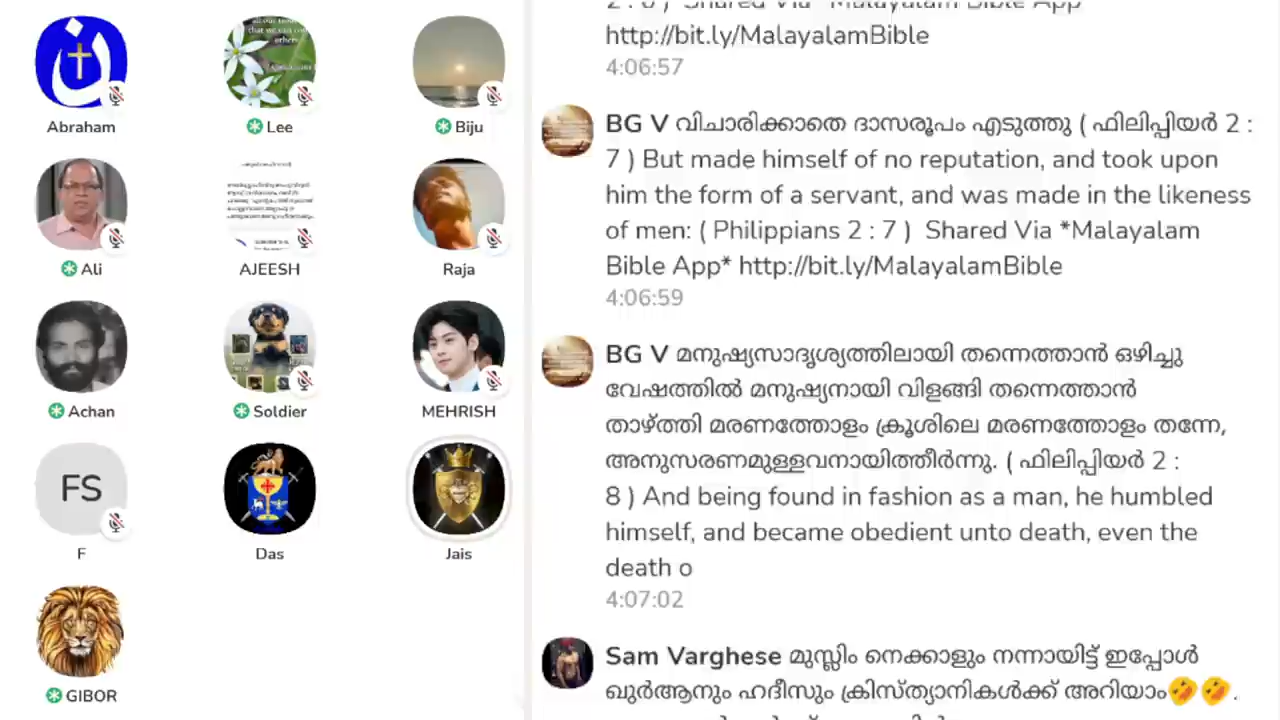 Abraham
Lee
Biju
Ali
AJEESH
Raja
Achan
Soldier
MEHRISH
FS
F
Das
Jais
GIBOR
Shared Via *Malayalam Bible App*
http://bit.ly/MalayalamBible
4:06:57
BG V വിചാരിക്കാതെ ദാസരൂപം എടുത്തു ( ഫിലിപ്പിയർ 2 :
7 ) But made himself of no reputation, and took upon
him the form of a servant, and was made in the likeness
of men: ( Philippians 2 : 7 ) Shared Via *Malayalam
Bible App* http://bit.ly/MalayalamBible
4:06:59
BG V മനുഷ്യസാദൃശ്യത്തിലായി തന്നെത്താൻ ഒഴിച്ചു
വേഷത്തിൽ മനുഷ്യനായി വിളങ്ങി തന്നെത്താൻ
താഴ്ത്തി മരണത്തോളം ക്രൂശിലെ മരണത്തോളം തന്നേ,
അനുസരണമുള്ളവനായിത്തീർന്നു. ( ഫിലിപ്പിയർ 2 :
8 ) And being found in fashion as a man, he humbled
himself, and became obedient unto death, even the
death o
4:07:02
Sam Varghese മുസ്ലിം നെക്കാളും നന്നായിട്ട് ഇപ്പോൾ
ഖുർആനും ഹദീസും ക്രിസ്ത്യാനികൾക്ക് അറിയാം🤣🤣.